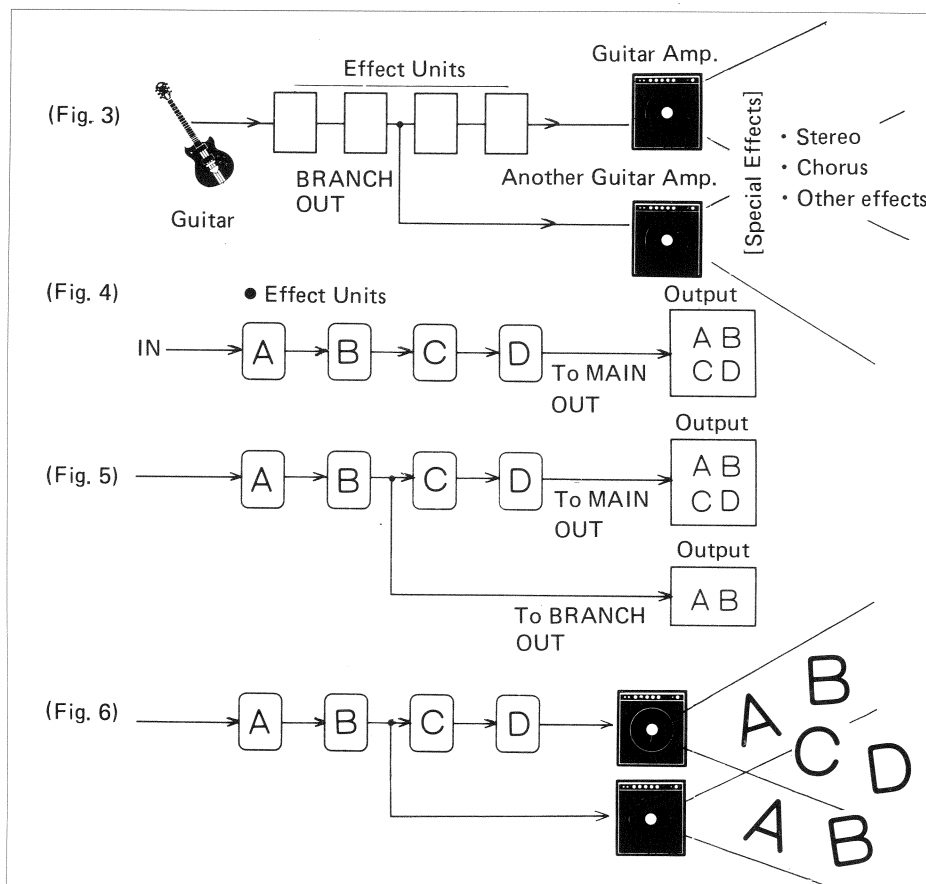 Guitar Amp.
Effect Units
(Fig. 3)
[Special Effects]
• Stereo
• Chorus
• Other effects
BRANCH
OUT
Another Guitar Amp.
Guitar
(Fig. 4)
• Effect Units
Output
IN
A
B
C
D
A B
C D
To MAIN
OUT
Output
(Fig. 5)
A
B
C
D
A B
C D
To MAIN
OUT
Output
A B
To BRANCH
OUT
(Fig. 6)
A
B
C
D
A
B
C
D
A
B